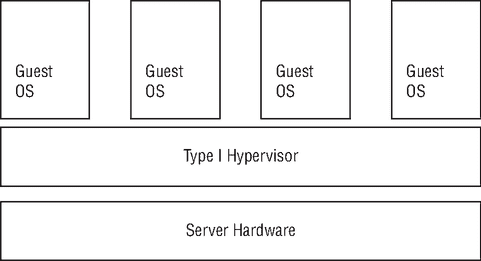 Guest
OS
Guest
OS
Guest
OS
Guest
OS
Type I Hypervisor
Server Hardware